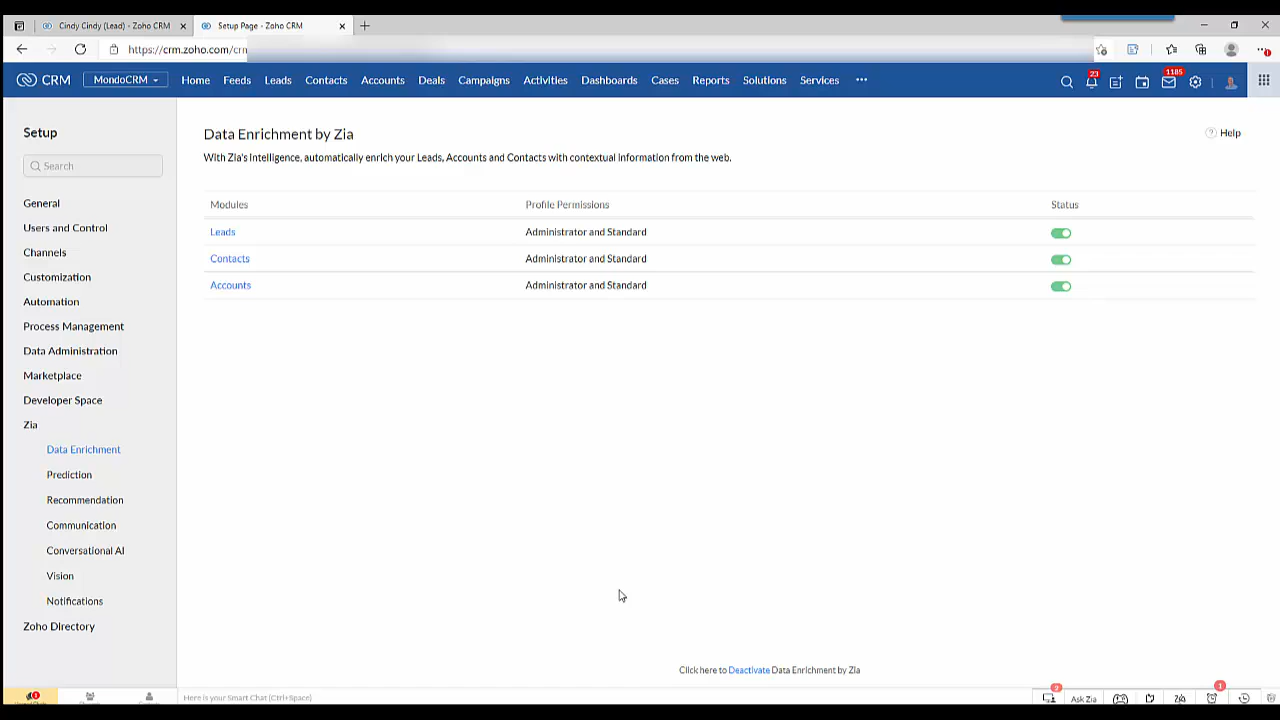 Cindy Cindy (Lead) - Zoho CRM
Setup Page - Zoho CRM
https://crm.zoho.com/crm
CRM
MondoCRM
Home
Feeds
Leads
Contacts
Accounts
Deals
Campaigns
Activities
Dashboards
Cases
Reports
Solutions
Services
•••
23
1185
Setup
Search
General
Users and Control
Channels
Customization
Automation
Process Management
Data Administration
Marketplace
Developer Space
Zia
Data Enrichment
Prediction
Recommendation
Communication
Conversational AI
Vision
Notifications
Zoho Directory
Data Enrichment by Zia
? Help
With Zia's Intelligence, automatically enrich your Leads, Accounts and Contacts with contextual information from the web.
Modules Profile Permissions Status
Leads Administrator and Standard
Contacts Administrator and Standard
Accounts Administrator and Standard
Click here to Deactivate Data Enrichment by Zia
1
Here is your Smart Chat (Ctrl+Space)
2
Ask Zia
1